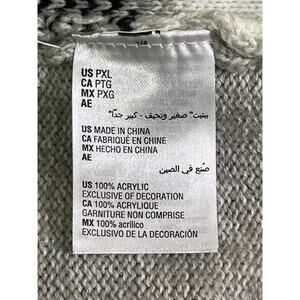 US PXL
CA PTG
MX PXG
AE
بيتيت" صغير ونحيف - كبير جداً"
US MADE IN CHINA
CA FABRIQUÉ EN CHINE
MX HECHO EN CHINA
AE
صُنع في الصين
US 100% ACRYLIC
EXCLUSIVE OF DECORATION
CA 100% ACRYLIQUE
GARNITURE NON COMPRISE
MX 100% acrílico
EXCLUSIVO DE LA DECORACIÓN